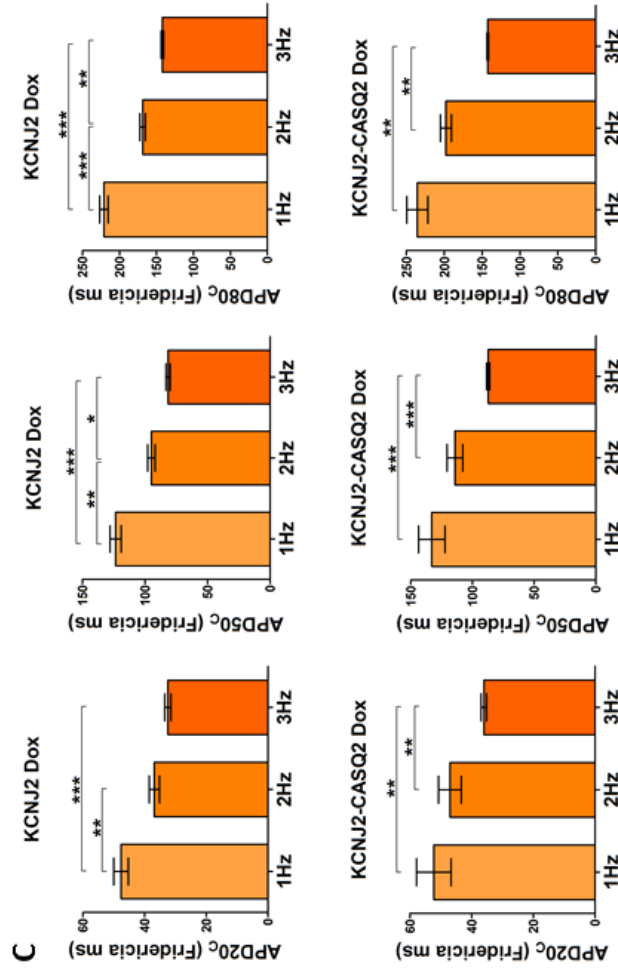 C
KCNJ2 Dox
APD20C (Fridericia ms)
60
40
20
0
***
**
1Hz
2Hz
3Hz
KCNJ2 Dox
APD50C (Fridericia ms)
150
100
50
0
***
**
*
1Hz
2Hz
3Hz
KCNJ2 Dox
APD80C (Fridericia ms)
250
200
150
100
50
0
***
***
**
1Hz
2Hz
3Hz
KCNJ2-CASQ2 Dox
APD20C (Fridericia ms)
60
40
20
0
**
**
1Hz
2Hz
3Hz
KCNJ2-CASQ2 Dox
APD50C (Fridericia ms)
150
100
50
0
***
***
1Hz
2Hz
3Hz
KCNJ2-CASQ2 Dox
APD80C (Fridericia ms)
250
200
150
100
50
0
**
**
1Hz
2Hz
3Hz